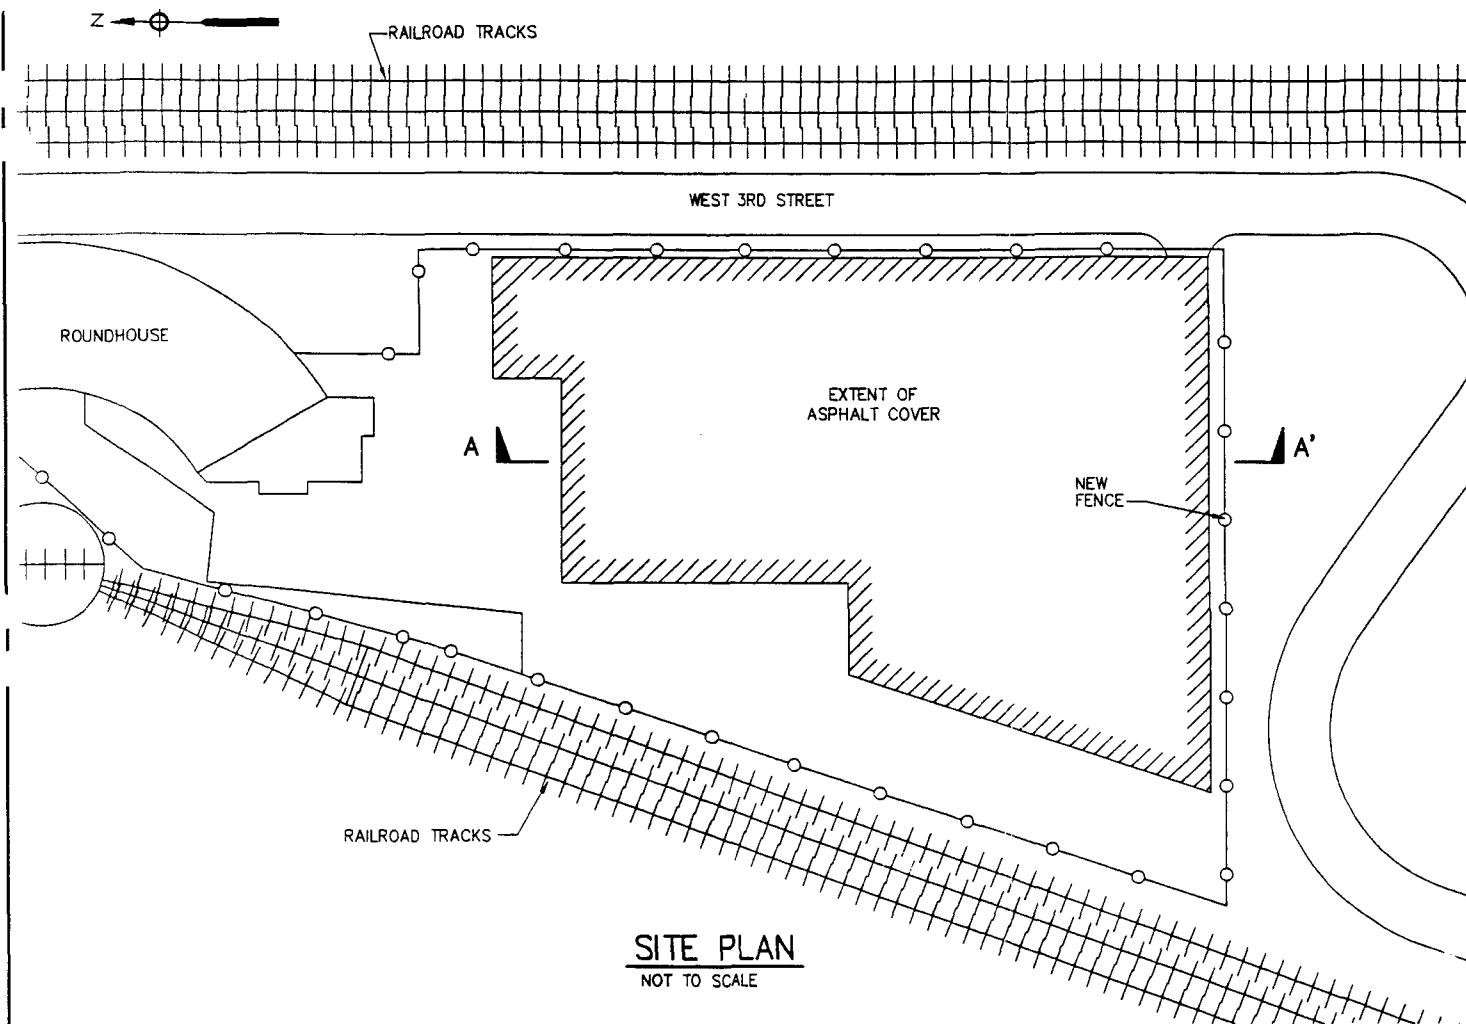 N
RAILROAD TRACKS
WEST 3RD STREET
ROUNDHOUSE
EXTENT OF
ASPHALT COVER
A
A'
NEW
FENCE
RAILROAD TRACKS
SITE PLAN
NOT TO SCALE